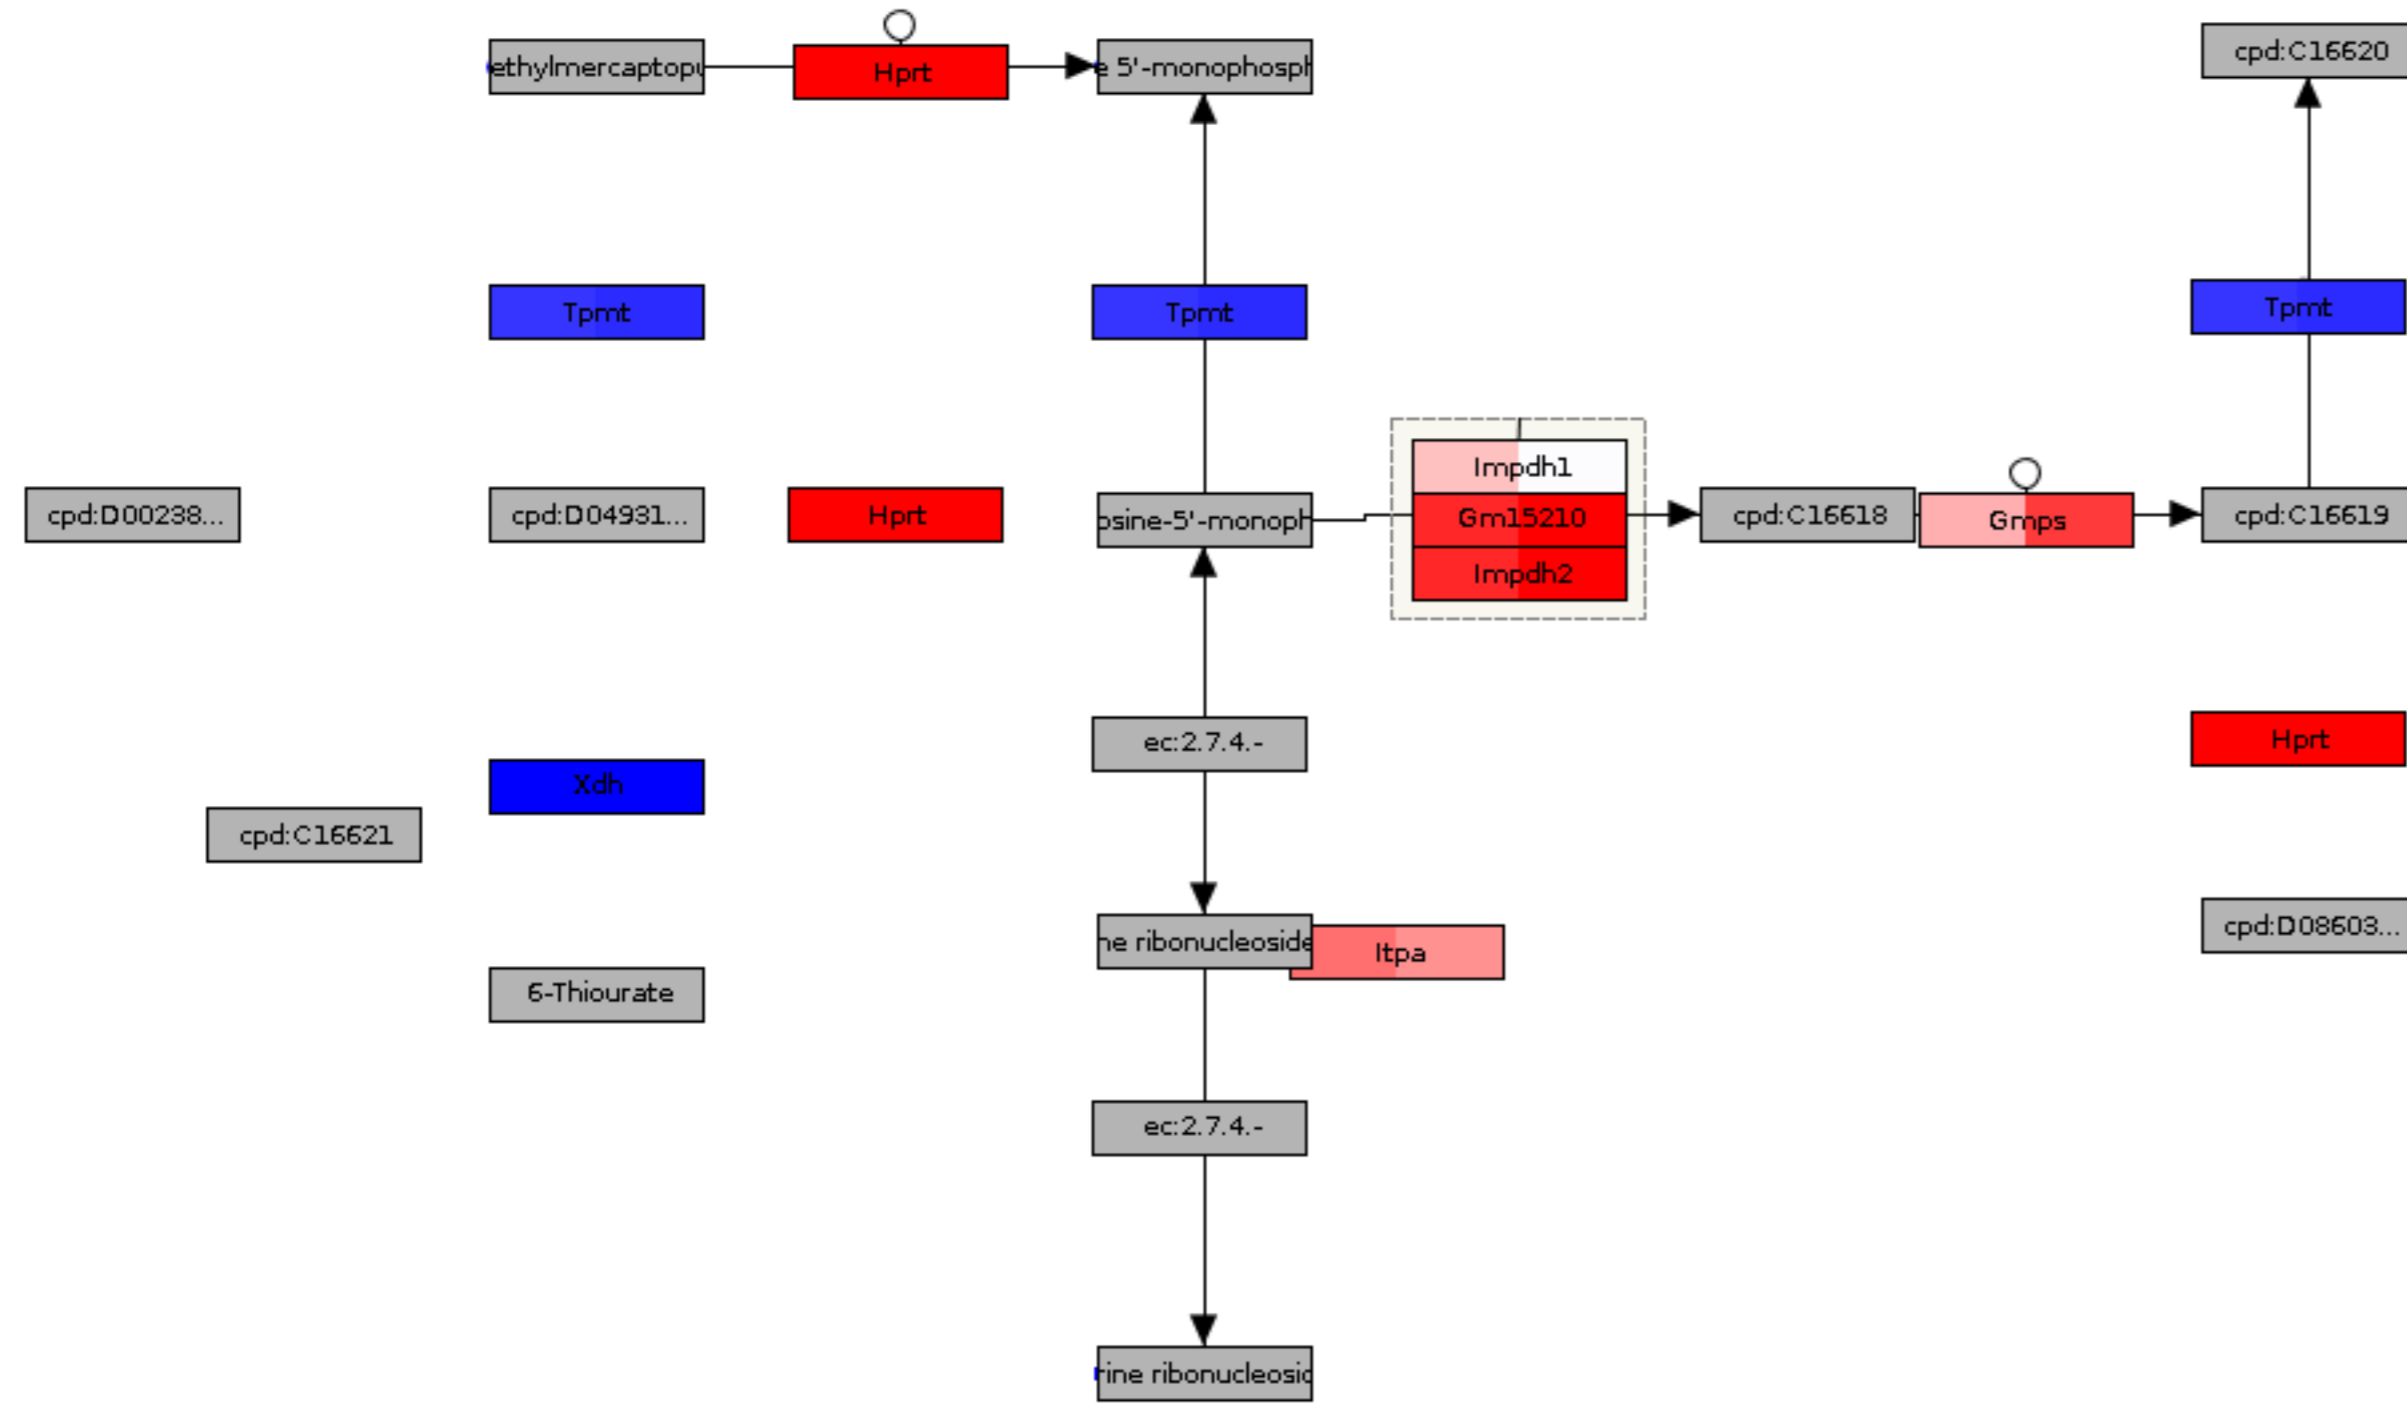 ethylmercaptopu
Hprt
e 5'-monophosph
cpd:C16620
Tpmt
Tpmt
Tpmt
Impdh1
cpd:D00238...
cpd:D04931...
Hprt
osine-5'-monoph
Gm15210
cpd:C16618
Gmps
cpd:C16619
Impdh2
ec:2.7.4.-
Hprt
Xdh
cpd:C16621
ne ribonucleoside
Itpa
cpd:D08603...
6-Thiourate
ec:2.7.4.-
rine ribonucleosid